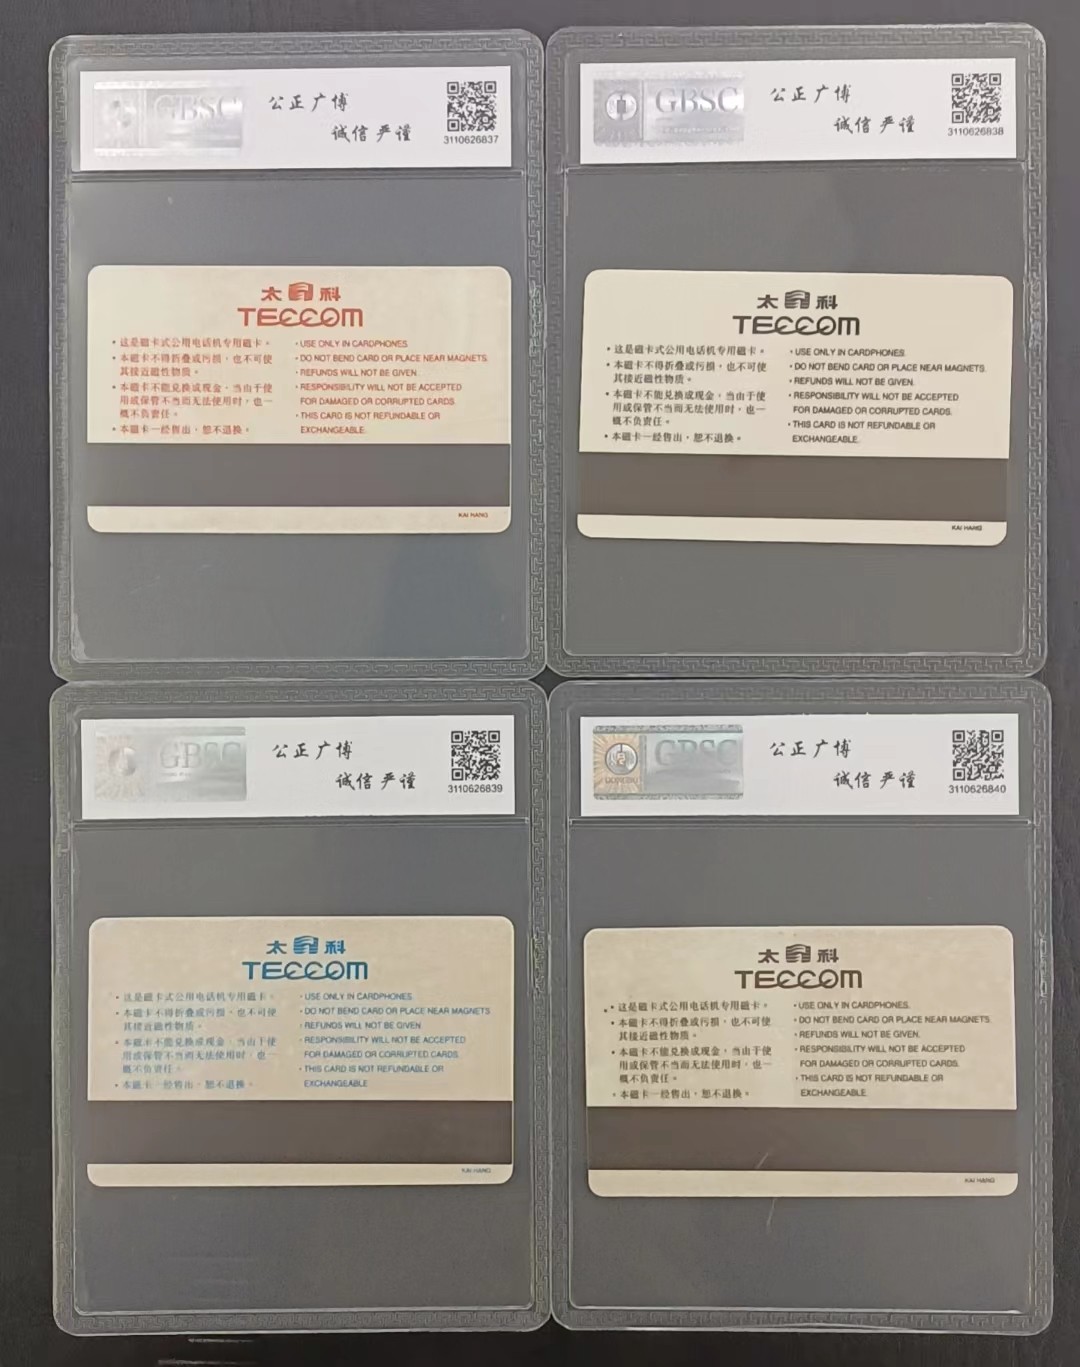 GBSC
公正广博
诚信严谨
3110626837
太 科
TECCOM
• 这是磁卡式公用电话机专用磁卡。
• 本磁卡不得折叠或污损，也不可使
其接近磁性物质。
• 本磁卡不能兑换成现金，当由于使
用或保管不当而无法使用时，也一
概不负责任。
• 本磁卡一经售出，恕不退换。
• USE ONLY IN CARDPHONES.
• DO NOT BEND CARD OR PLACE NEAR MAGNETS.
• REFUNDS WILL NOT BE GIVEN.
• RESPONSIBILITY WILL NOT BE ACCEPTED
FOR DAMAGED OR CORRUPTED CARDS.
• THIS CARD IS NOT REFUNDABLE OR
EXCHANGEABLE.
KAI HANG
GBSC
公正广博
诚信严谨
3110626838
太 科
TECCOM
• 这是磁卡式公用电话机专用磁卡。
• 本磁卡不得折叠或污损，也不可使
其接近磁性物质。
• 本磁卡不能兑换成现金，当由于使
用或保管不当而无法使用时，也一
概不负责任。
• 本磁卡一经售出，恕不退换。
• USE ONLY IN CARDPHONES.
• DO NOT BEND CARD OR PLACE NEAR MAGNETS.
• REFUNDS WILL NOT BE GIVEN.
• RESPONSIBILITY WILL NOT BE ACCEPTED
FOR DAMAGED OR CORRUPTED CARDS.
• THIS CARD IS NOT REFUNDABLE OR
EXCHANGEABLE.
KAI HANG
GBSC
公正广博
诚信严谨
3110626839
太 科
TECCOM
• 这是磁卡式公用电话机专用磁卡。
• 本磁卡不得折叠或污损，也不可使
其接近磁性物质。
• 本磁卡不能兑换成现金，当由于使
用或保管不当而无法使用时，也一
概不负责任。
• 本磁卡一经售出，恕不退换。
• USE ONLY IN CARDPHONES.
• DO NOT BEND CARD OR PLACE NEAR MAGNETS.
• REFUNDS WILL NOT BE GIVEN.
• RESPONSIBILITY WILL NOT BE ACCEPTED
FOR DAMAGED OR CORRUPTED CARDS.
• THIS CARD IS NOT REFUNDABLE OR
EXCHANGEABLE.
KAI HANG
GBSC
公正广博
诚信严谨
3110626840
太 科
TECCOM
• 这是磁卡式公用电话机专用磁卡。
• 本磁卡不得折叠或污损，也不可使
其接近磁性物质。
• 本磁卡不能兑换成现金，当由于使
用或保管不当而无法使用时，也一
概不负责任。
• 本磁卡一经售出，恕不退换。
• USE ONLY IN CARDPHONES.
• DO NOT BEND CARD OR PLACE NEAR MAGNETS.
• REFUNDS WILL NOT BE GIVEN.
• RESPONSIBILITY WILL NOT BE ACCEPTED
FOR DAMAGED OR CORRUPTED CARDS.
• THIS CARD IS NOT REFUNDABLE OR
EXCHANGEABLE.
KAI HANG